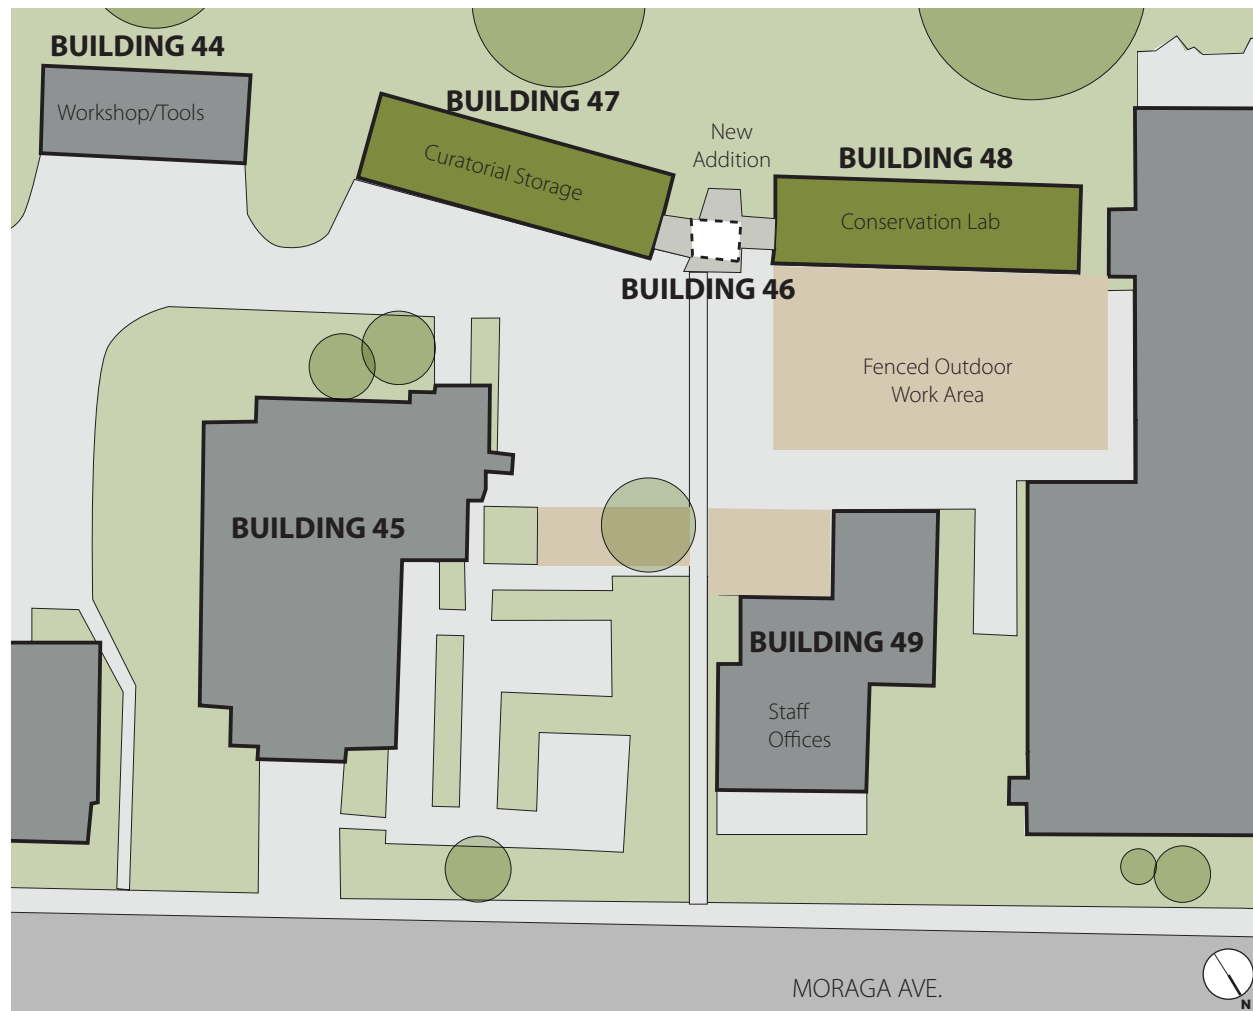 BUILDING 44
Workshop/Tools
BUILDING 47
Curatorial Storage
New
Addition
BUILDING 48
Conservation Lab
BUILDING 46
Fenced Outdoor
Work Area
BUILDING 45
BUILDING 49
Staff
Offices
MORAGA AVE.
N